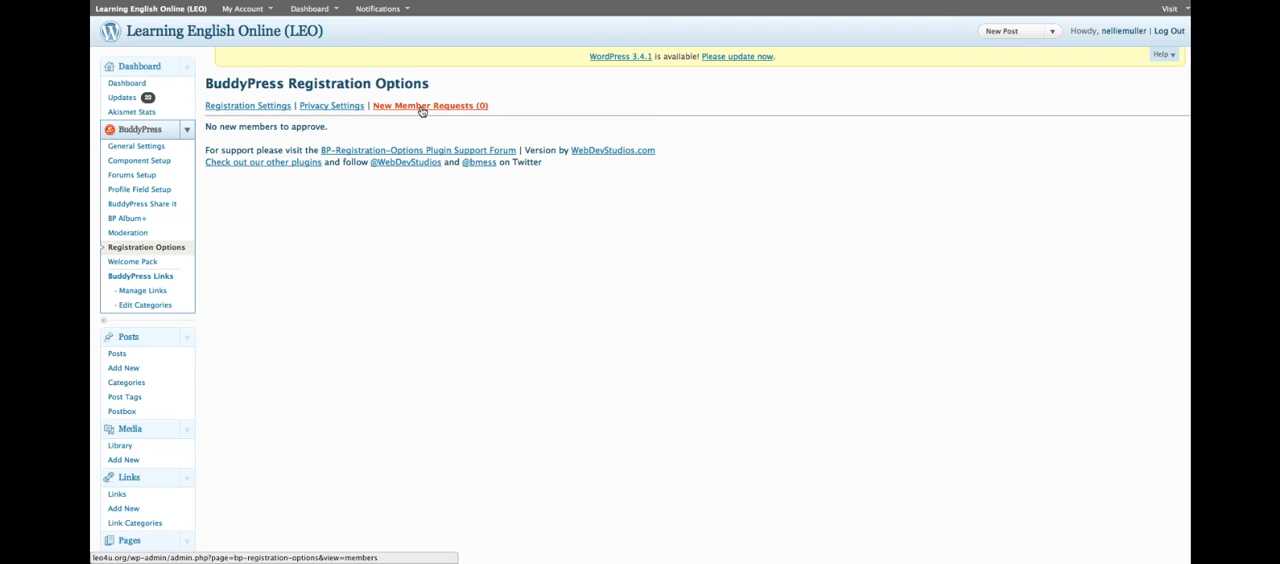 Learning English Online (LEO) My Account Dashboard Notifications Visit
Learning English Online (LEO) New Post Howdy, nelliemuller | Log Out
WordPress 3.4.1 is available! Please update now. Help
Dashboard
Dashboard
Updates 22
Akismet Stats
BuddyPress
General Settings
Component Setup
Forums Setup
Profile Field Setup
BuddyPress Share it
BP Album+
Moderation
Registration Options
Welcome Pack
BuddyPress Links
· Manage Links
· Edit Categories
Posts
Posts
Add New
Categories
Post Tags
Postbox
Media
Library
Add New
Links
Links
Add New
Link Categories
Pages
BuddyPress Registration Options
Registration Settings | Privacy Settings | New Member Requests (0)
No new members to approve.
For support please visit the BP-Registration-Options Plugin Support Forum | Version by WebDevStudios.com
Check out our other plugins and follow @WebDevStudios and @bmess on Twitter
leo4u.org/wp-admin/admin.php?page=bp-registration-options&view=members